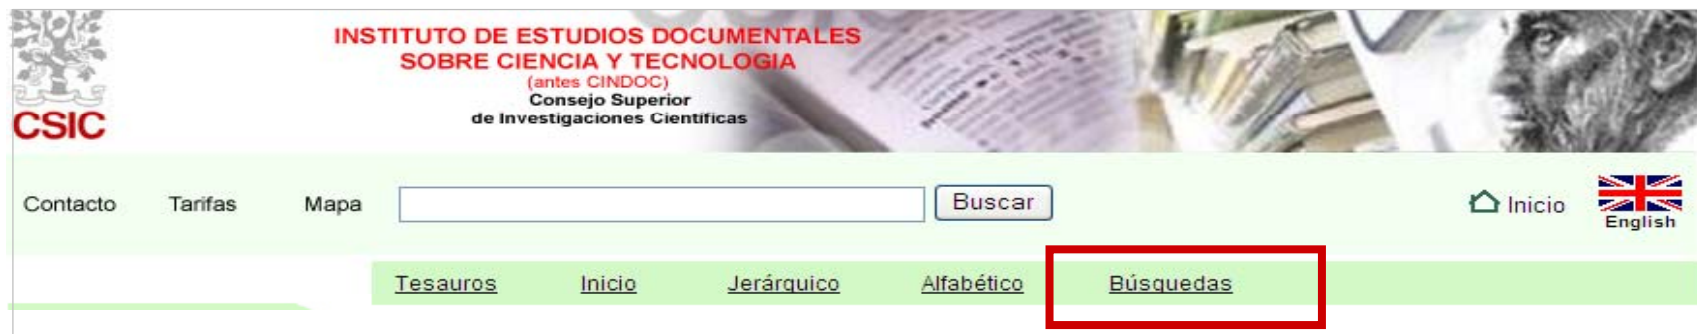 INSTITUTO DE ESTUDIOS DOCUMENTALES
SOBRE CIENCIA Y TECNOLOGIA
(antes CINDOC)
Consejo Superior
de Investigaciones Científicas
CSIC
Contacto Tarifas Mapa Buscar Inicio English
Tesauros Inicio Jerárquico Alfabético Búsquedas